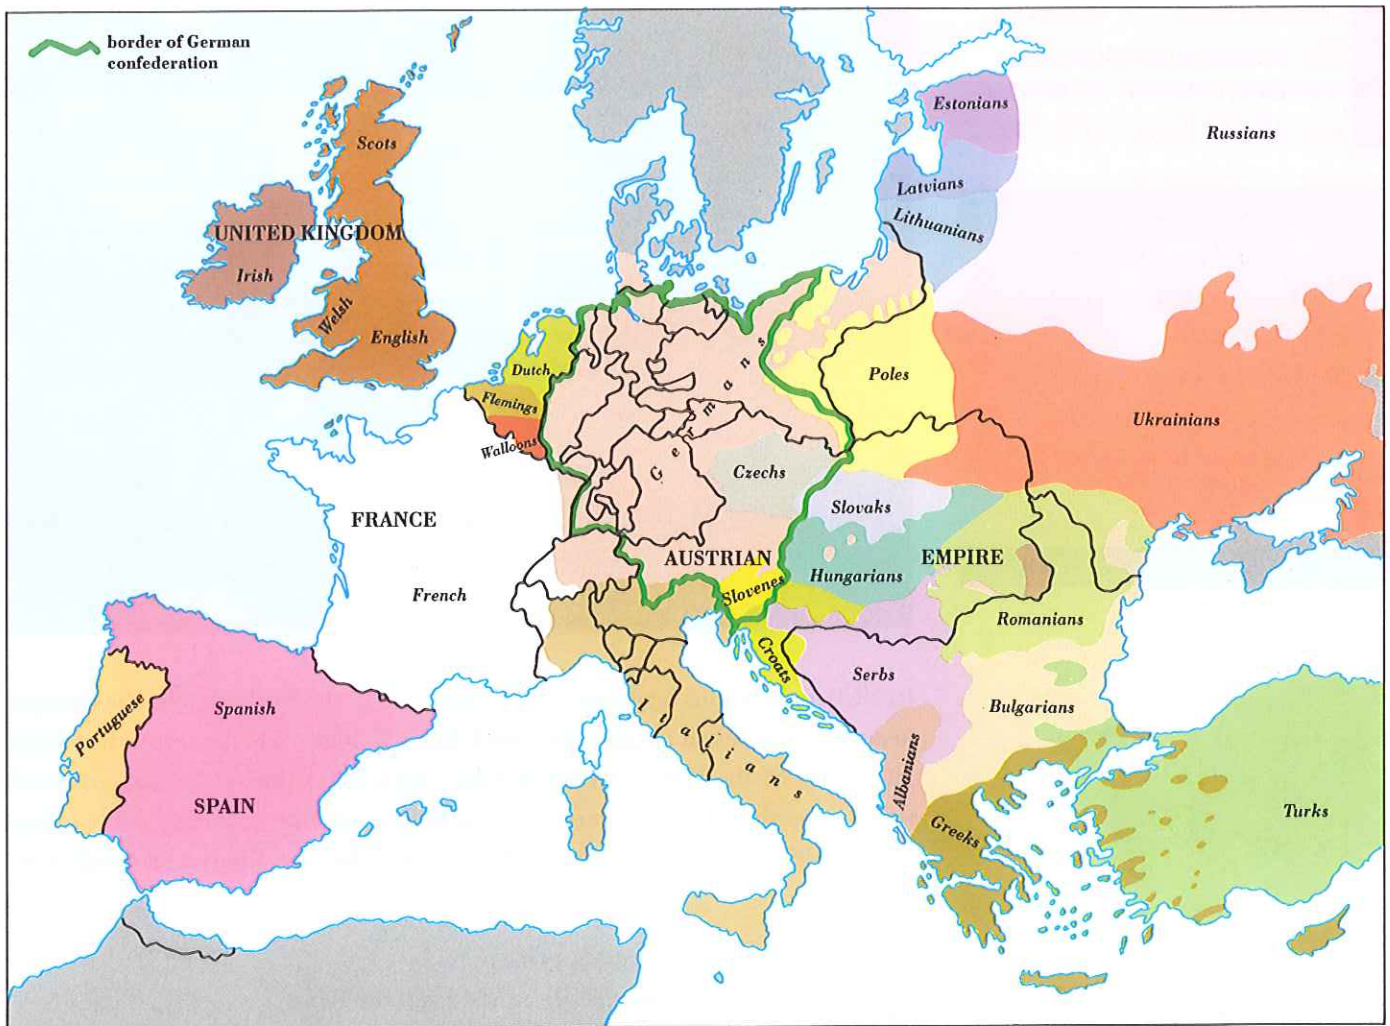 border of German
confederation
Scots
UNITED KINGDOM
Irish
Welsh
English
Dutch
Flemings
Walloons
Germans
Estonians
Latvians
Lithuanians
Russians
Poles
Ukrainians
Czechs
Slovaks
FRANCE
French
AUSTRIAN EMPIRE
Hungarians
Slovenes
Croats
Romanians
Serbs
Bulgarians
Albanians
Greeks
Turks
Italians
Portuguese
Spanish
SPAIN